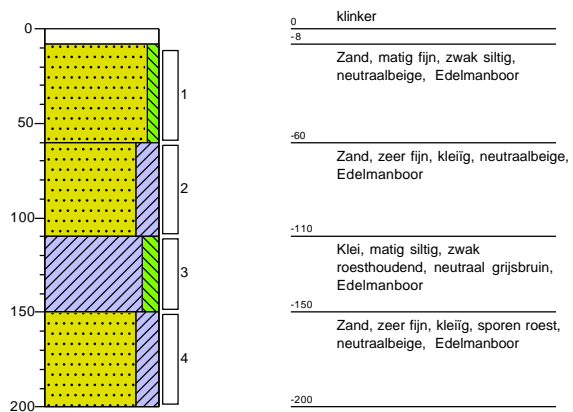 0
50
100
150
200
1
2
3
4
0
klinker
-8
Zand, matig fijn, zwak siltig,
neutraalbeige, Edelmanboor
-60
Zand, zeer fijn, kleiïg, neutraalbeige,
Edelmanboor
-110
Klei, matig siltig, zwak
roesthoudend, neutraal grijsbruin,
Edelmanboor
-150
Zand, zeer fijn, kleiïg, sporen roest,
neutraalbeige, Edelmanboor
-200